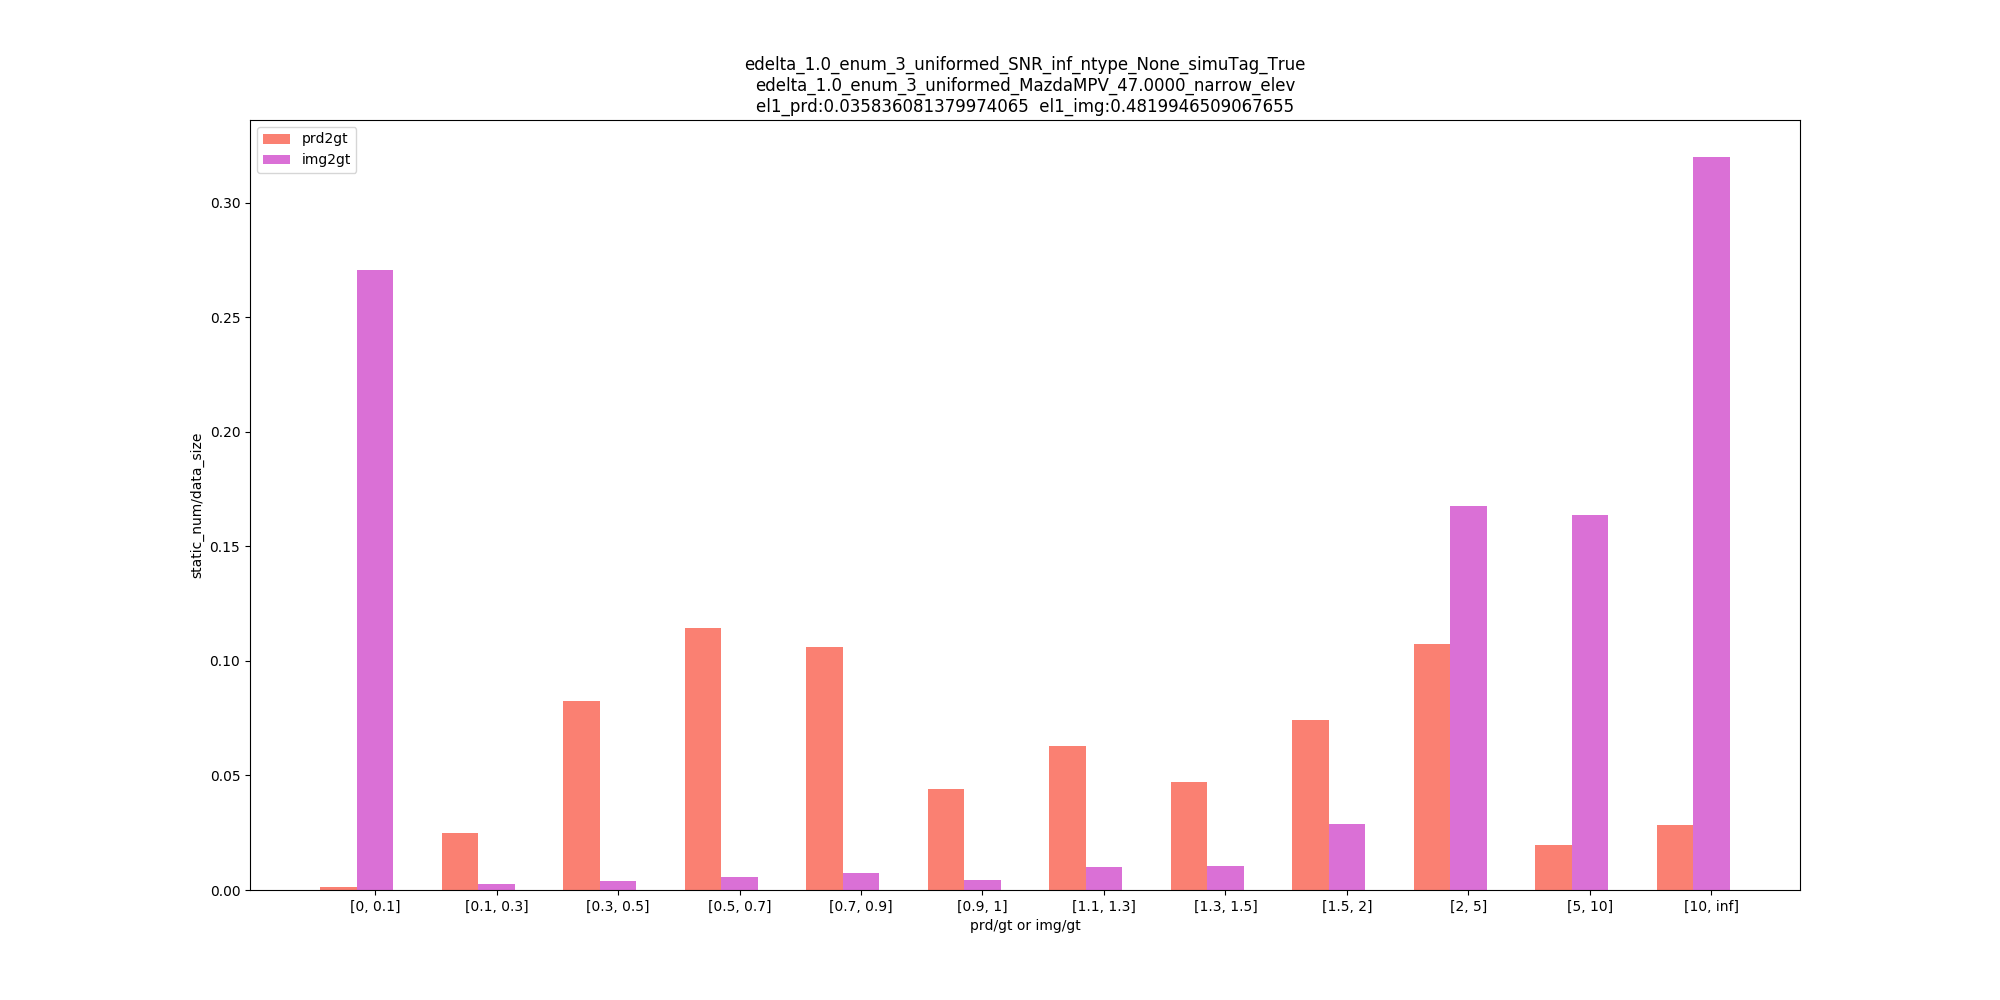 edelta_1.0_enum_3_uniformed_SNR_inf_ntype_None_simuTag_True
edelta_1.0_enum_3_uniformed_MazdaMPV_47.0000_narrow_elev
el1_prd:0.035836081379974065  el1_img:0.4819946509067655
prd2gt
img2gt
0.30
0.25
0.20
0.15
0.10
0.05
0.00
static_num/data_size
[0, 0.1] [0.1, 0.3] [0.3, 0.5] [0.5, 0.7] [0.7, 0.9] [0.9, 1] [1.1, 1.3] [1.3, 1.5] [1.5, 2] [2, 5] [5, 10] [10, inf]
prd/gt or img/gt